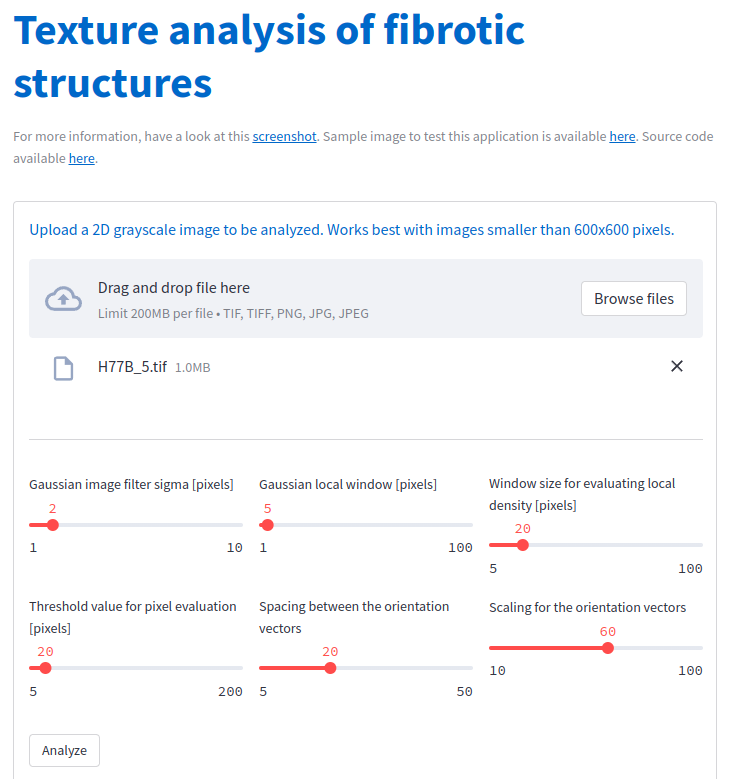 Texture analysis of fibrotic
structures
For more information, have a look at this screenshot. Sample image to test this application is available here. Source code
available here.
Upload a 2D grayscale image to be analyzed. Works best with images smaller than 600x600 pixels.
Drag and drop file here
Limit 200MB per file • TIF, TIFF, PNG, JPG, JPEG
Browse files
H77B_5.tif 1.0MB
Gaussian image filter sigma [pixels]
2
1 10
Gaussian local window [pixels]
5
1 100
Window size for evaluating local
density [pixels]
20
5 100
Threshold value for pixel evaluation
[pixels]
20
5 200
Spacing between the orientation
vectors
20
5 50
Scaling for the orientation vectors
60
10 100
Analyze